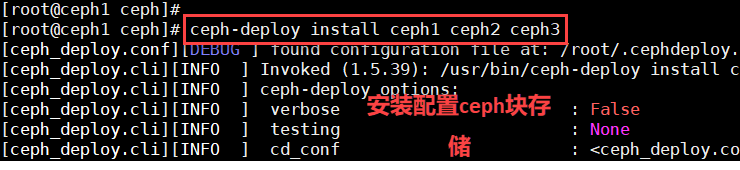 [root@ceph1 ceph]#
[root@ceph1 ceph]# ceph-deploy install ceph1 ceph2 ceph3
[ceph_deploy.conf][DEBUG ] found configuration file at: /root/.cephdeploy.
[ceph_deploy.cli][INFO  ] Invoked (1.5.39): /usr/bin/ceph-deploy install c
[ceph_deploy.cli][INFO  ] ceph-deploy options:
[ceph_deploy.cli][INFO  ]  verbose : False
[ceph_deploy.cli][INFO  ]  testing : None
[ceph_deploy.cli][INFO  ]  cd_conf : <ceph_deploy.co
安装配置ceph块存
储